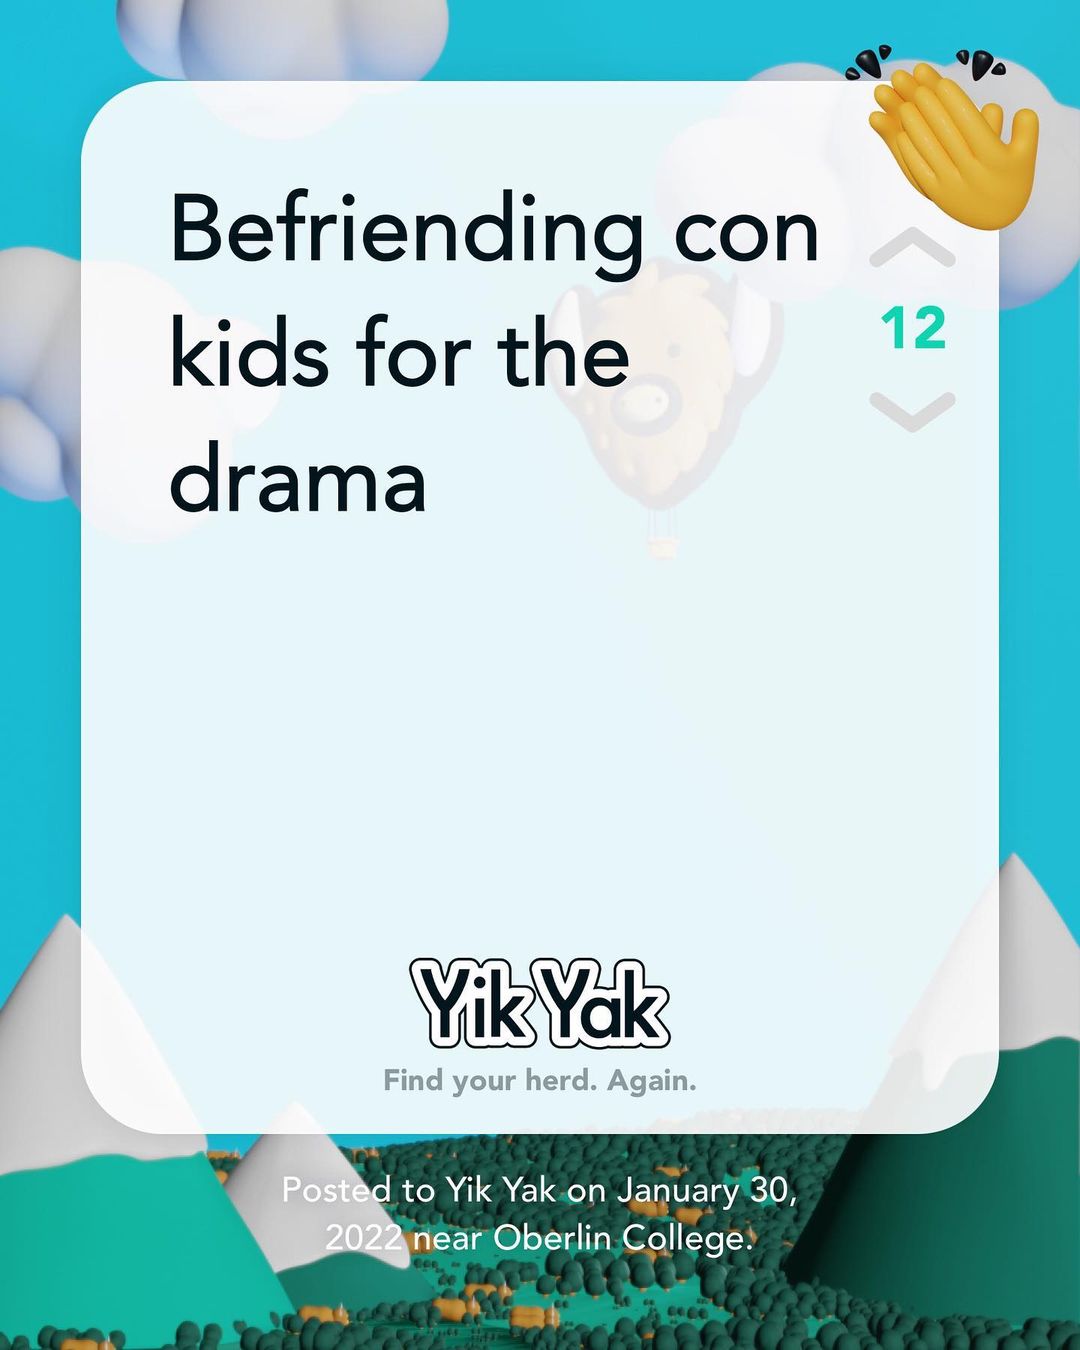 Befriending con
kids for the
drama
12
Yik Yak
Find your herd. Again.
Posted to Yik Yak on January 30,
2022 near Oberlin College.